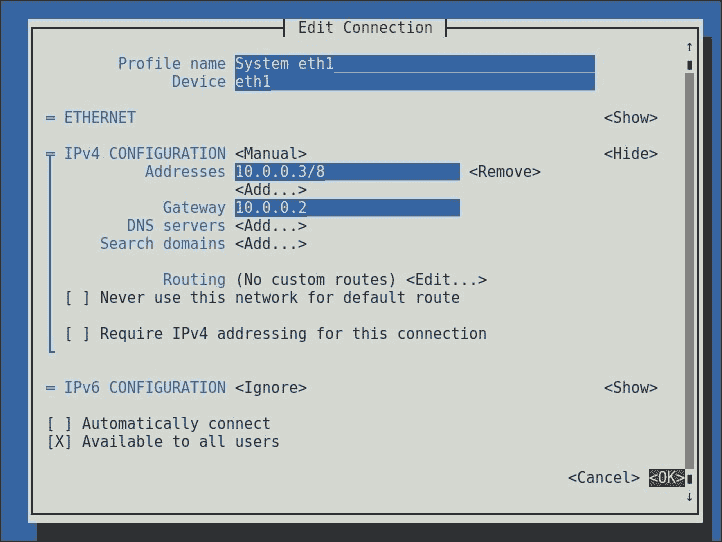 Edit Connection
Profile name System eth1
Device eth1
ETHERNET <Show>
IPv4 CONFIGURATION <Manual> <Hide>
Addresses 10.0.0.3/8 <Remove>
<Add...>
Gateway 10.0.0.2
DNS servers <Add...>
Search domains <Add...>
Routing (No custom routes) <Edit...>
[ ] Never use this network for default route
[ ] Require IPv4 addressing for this connection
IPv6 CONFIGURATION <Ignore> <Show>
[ ] Automatically connect
[X] Available to all users
<Cancel> <OK>